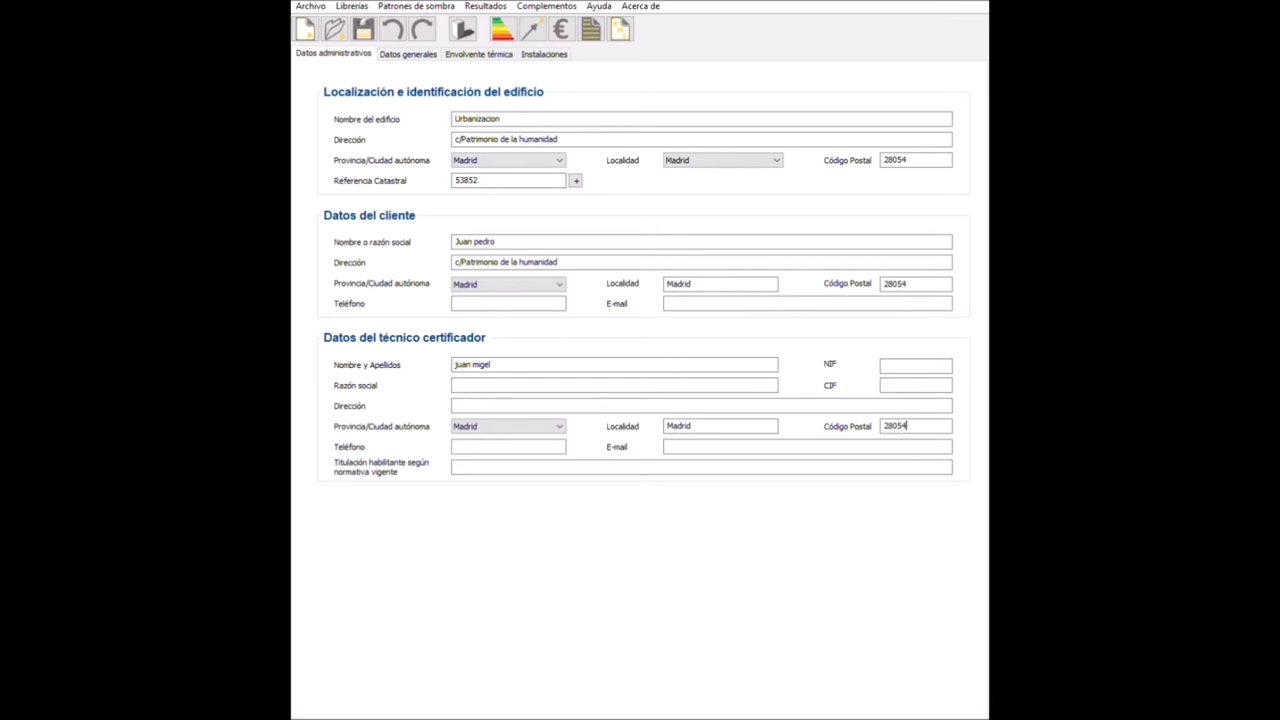 Archivo Librerías Patrones de sombra Resultados Complementos Ayuda Acerca de
Datos administrativos Datos generales Envolvente térmica Instalaciones
Localización e identificación del edificio
Nombre del edificio Urbanizacion
Dirección c/Patrimonio de la humanidad
Provincia/Ciudad autónoma Madrid Localidad Madrid Código Postal 28054
Referencia Catastral 53852 +
Datos del cliente
Nombre o razón social Juan pedro
Dirección c/Patrimonio de la humanidad
Provincia/Ciudad autónoma Madrid Localidad Madrid Código Postal 28054
Teléfono E-mail
Datos del técnico certificador
Nombre y Apellidos juan migel NIF
Razón social CIF
Dirección
Provincia/Ciudad autónoma Madrid Localidad Madrid Código Postal 28054
Teléfono E-mail
Titulación habilitante según
normativa vigente